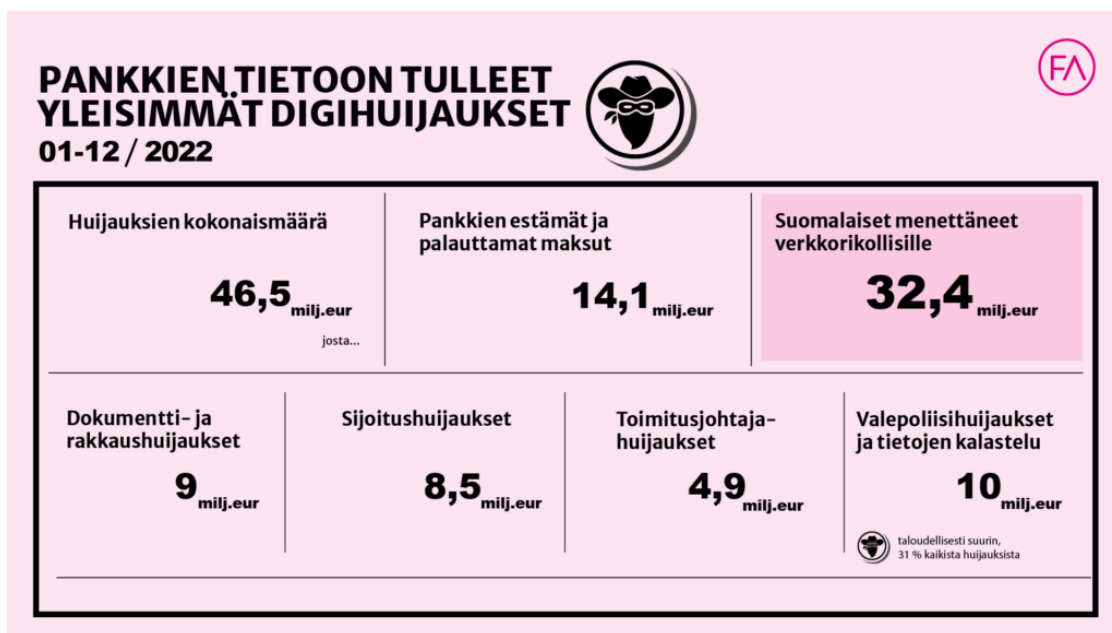 PANKKIEN TIETOON TULLEET
YLEISIMMÄT DIGIHUIJAUKSET
01-12 / 2022
FA
Huijauksien kokonaismäärä
46,5 milj.eur
josta...
Pankkien estämät ja
palauttamat maksut
14,1 milj.eur
Suomalaiset menettäneet
verkkorikollisille
32,4 milj.eur
Dokumentti- ja
rakkaushuijaukset
9 milj.eur
Sijoitushuijaukset
8,5 milj.eur
Toimitusjohtaja-
huijaukset
4,9 milj.eur
Valepoliisihuijaukset
ja tietojen kalastelu
10 milj.eur
taloudellisesti suurin,
31 % kaikista huijauksista